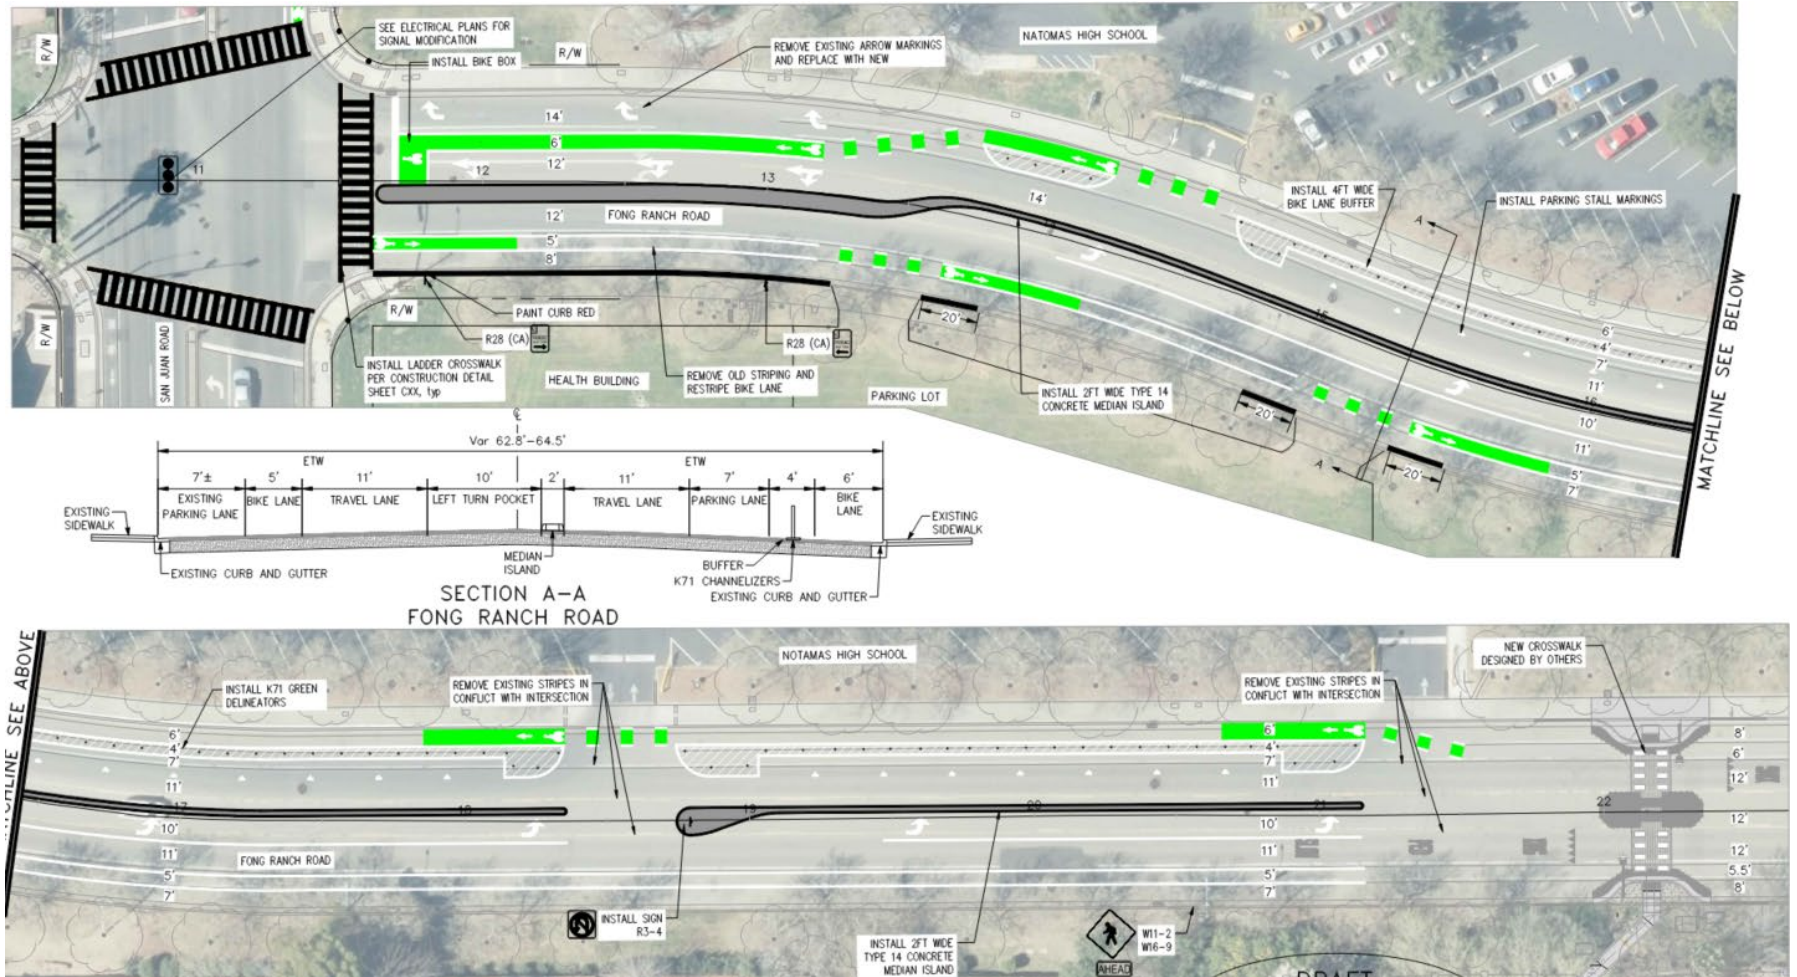 SEE ELECTRICAL PLANS FOR
SIGNAL MODIFICATION
R/W
INSTALL BIKE BOX
R/W
REMOVE EXISTING ARROW MARKINGS
AND REPLACE WITH NEW
NATOMAS HIGH SCHOOL
14'
6'
12'
11
12
13
14'
INSTALL 4FT WIDE
BIKE LANE BUFFER
INSTALL PARKING STALL MARKINGS
A
12'
FONG RANCH ROAD
5'
8'
R/W
PAINT CURB RED
R28 (CA)
R28 (CA)
20'
15
6'
4'
7'
11'
16
10'
11'
5'
7'
MATCHLINE SEE BELOW
R/W
SAN JUAN ROAD
INSTALL LADDER CROSSWALK
PER CONSTRUCTION DETAIL
SHEET CXX, typ
HEALTH BUILDING
REMOVE OLD STRIPING AND
RESTRIPE BIKE LANE
PARKING LOT
INSTALL 2FT WIDE TYPE 14
CONCRETE MEDIAN ISLAND
20'
A
20'
℄
Var 62.8'-64.5'
ETW
ETW
7'±
5'
11'
10'
2'
11'
7'
4'
6'
EXISTING
PARKING LANE
BIKE LANE
TRAVEL LANE
LEFT TURN POCKET
TRAVEL LANE
PARKING LANE
BIKE
LANE
EXISTING
SIDEWALK
EXISTING
SIDEWALK
MEDIAN
ISLAND
EXISTING CURB AND GUTTER
BUFFER
K71 CHANNELIZERS
EXISTING CURB AND GUTTER
SECTION A-A
FONG RANCH ROAD
MATCHLINE SEE ABOVE
NOTAMAS HIGH SCHOOL
NEW CROSSWALK
DESIGNED BY OTHERS
INSTALL K71 GREEN
DELINEATORS
REMOVE EXISTING STRIPES IN
CONFLICT WITH INTERSECTION
REMOVE EXISTING STRIPES IN
CONFLICT WITH INTERSECTION
6'
4'
7'
11'
17
18
19
20
21
22
10'
11'
5'
7'
6'
4'
7'
11'
10'
11'
5'
7'
8'
6'
12'
12'
12'
5.5'
8'
FONG RANCH ROAD
INSTALL SIGN
R3-4
INSTALL 2FT WIDE
TYPE 14 CONCRETE
MEDIAN ISLAND
W11-2
W16-9
AHEAD
DRAFT